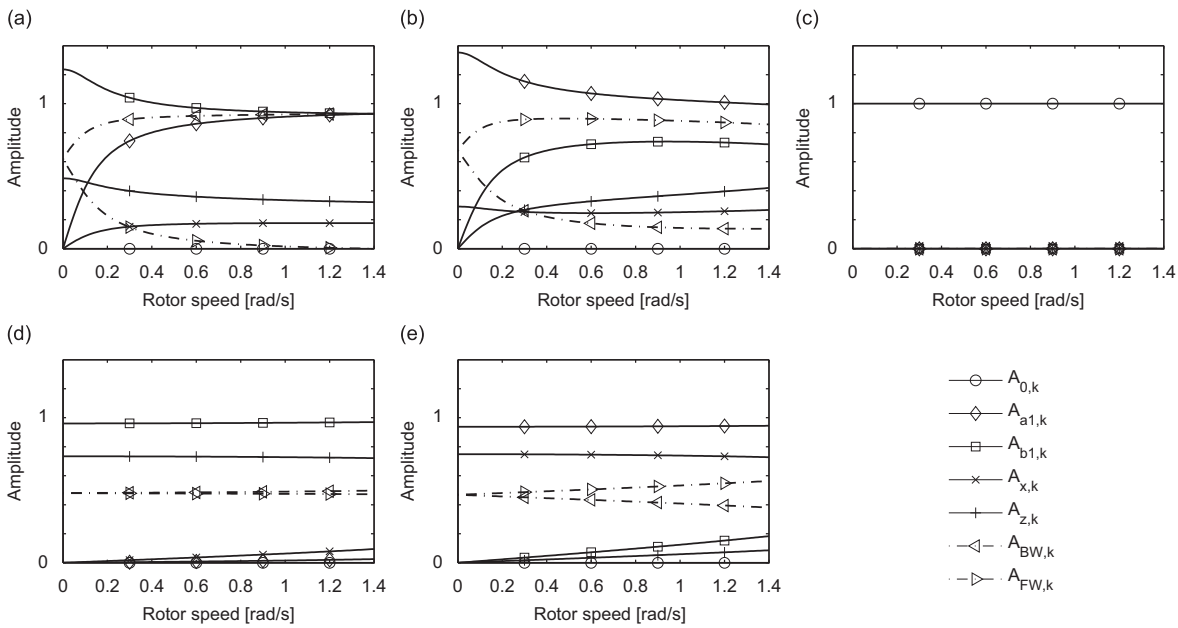 (a)
(b)
(c)
Amplitude
1
0
0 0.2 0.4 0.6 0.8 1 1.2 1.4
Rotor speed [rad/s]
Amplitude
1
0
0 0.2 0.4 0.6 0.8 1 1.2 1.4
Rotor speed [rad/s]
Amplitude
1
0
0 0.2 0.4 0.6 0.8 1 1.2 1.4
Rotor speed [rad/s]
(d)
(e)
Amplitude
1
0
0 0.2 0.4 0.6 0.8 1 1.2 1.4
Rotor speed [rad/s]
Amplitude
1
0
0 0.2 0.4 0.6 0.8 1 1.2 1.4
Rotor speed [rad/s]
A0,k
Aa1,k
Ab1,k
Ax,k
Az,k
ABW,k
AFW,k